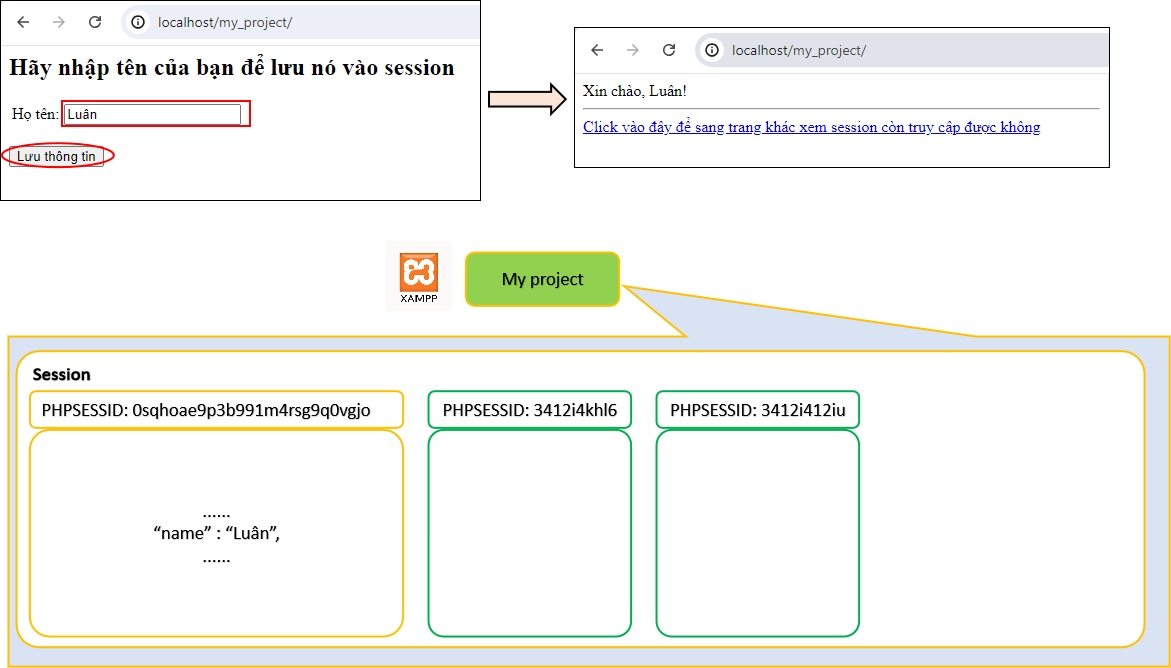 localhost/my_project/
Hãy nhập tên của bạn để lưu nó vào session
Họ tên: Luân
Lưu thông tin
localhost/my_project/
Xin chào, Luân!
Click vào đây để sang trang khác xem session còn truy cập được không
XAMPP
My project
Session
PHPSESSID: 0sqhoae9p3b991m4rsg9q0vgjo
PHPSESSID: 3412i4khl6
PHPSESSID: 3412i412iu
......
“name” : “Luân”,
......